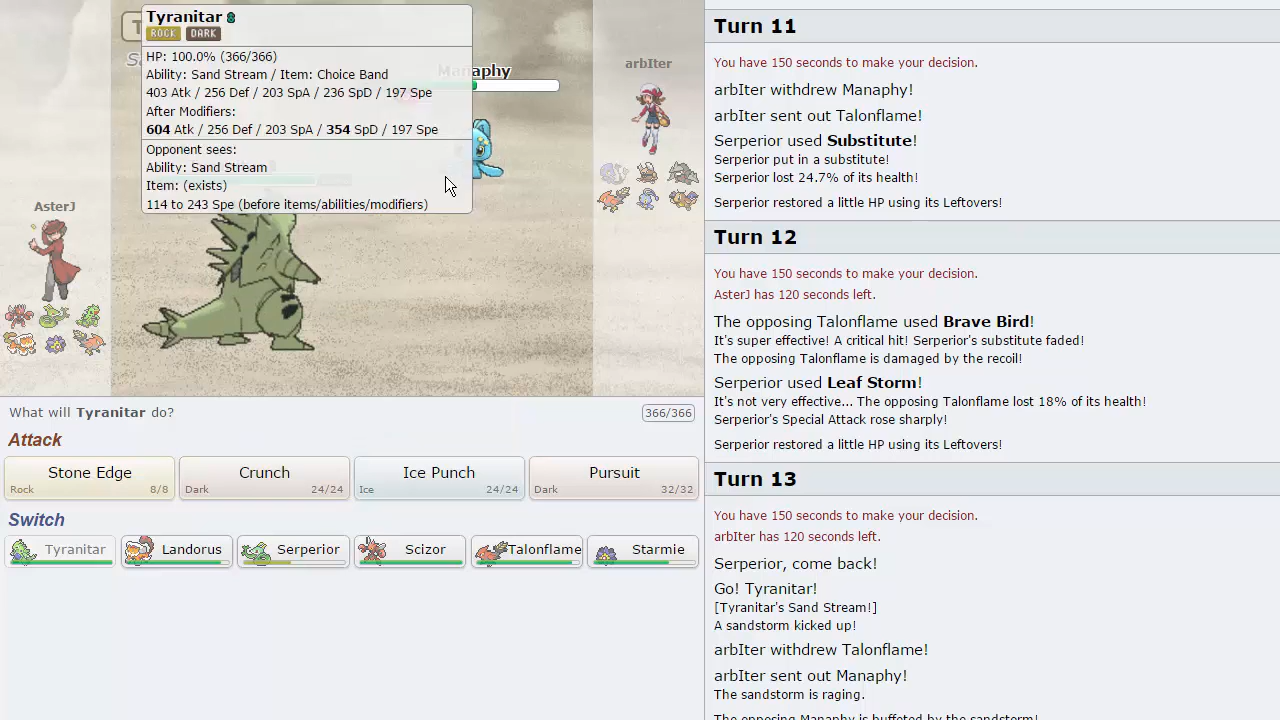 Tyranitar
ROCK DARK
HP: 100.0% (366/366)
Ability: Sand Stream / Item: Choice Band
403 Atk / 256 Def / 203 SpA / 236 SpD / 197 Spe
After Modifiers:
604 Atk / 256 Def / 203 SpA / 354 SpD / 197 Spe
Opponent sees:
Ability: Sand Stream
Item: (exists)
114 to 243 Spe (before items/abilities/modifiers)
arbIter
AsterJ
What will Tyranitar do?
366/366
Attack
Stone Edge
Rock 8/8
Crunch
Dark 24/24
Ice Punch
Ice 24/24
Pursuit
Dark 32/32
Switch
Tyranitar
Landorus
Serperior
Scizor
Talonflame
Starmie
Turn 11
You have 150 seconds to make your decision.
arbIter withdrew Manaphy!
arbIter sent out Talonflame!
Serperior used Substitute!
Serperior put in a substitute!
Serperior lost 24.7% of its health!
Serperior restored a little HP using its Leftovers!
Turn 12
You have 150 seconds to make your decision.
AsterJ has 120 seconds left.
The opposing Talonflame used Brave Bird!
It's super effective! A critical hit! Serperior's substitute faded!
The opposing Talonflame is damaged by the recoil!
Serperior used Leaf Storm!
It's not very effective... The opposing Talonflame lost 18% of its health!
Serperior's Special Attack rose sharply!
Serperior restored a little HP using its Leftovers!
Turn 13
You have 150 seconds to make your decision.
arbIter has 120 seconds left.
Serperior, come back!
Go! Tyranitar!
[Tyranitar's Sand Stream!]
A sandstorm kicked up!
arbIter withdrew Talonflame!
arbIter sent out Manaphy!
The sandstorm is raging.
The opposing Manaphy is buffeted by the sandstorm!